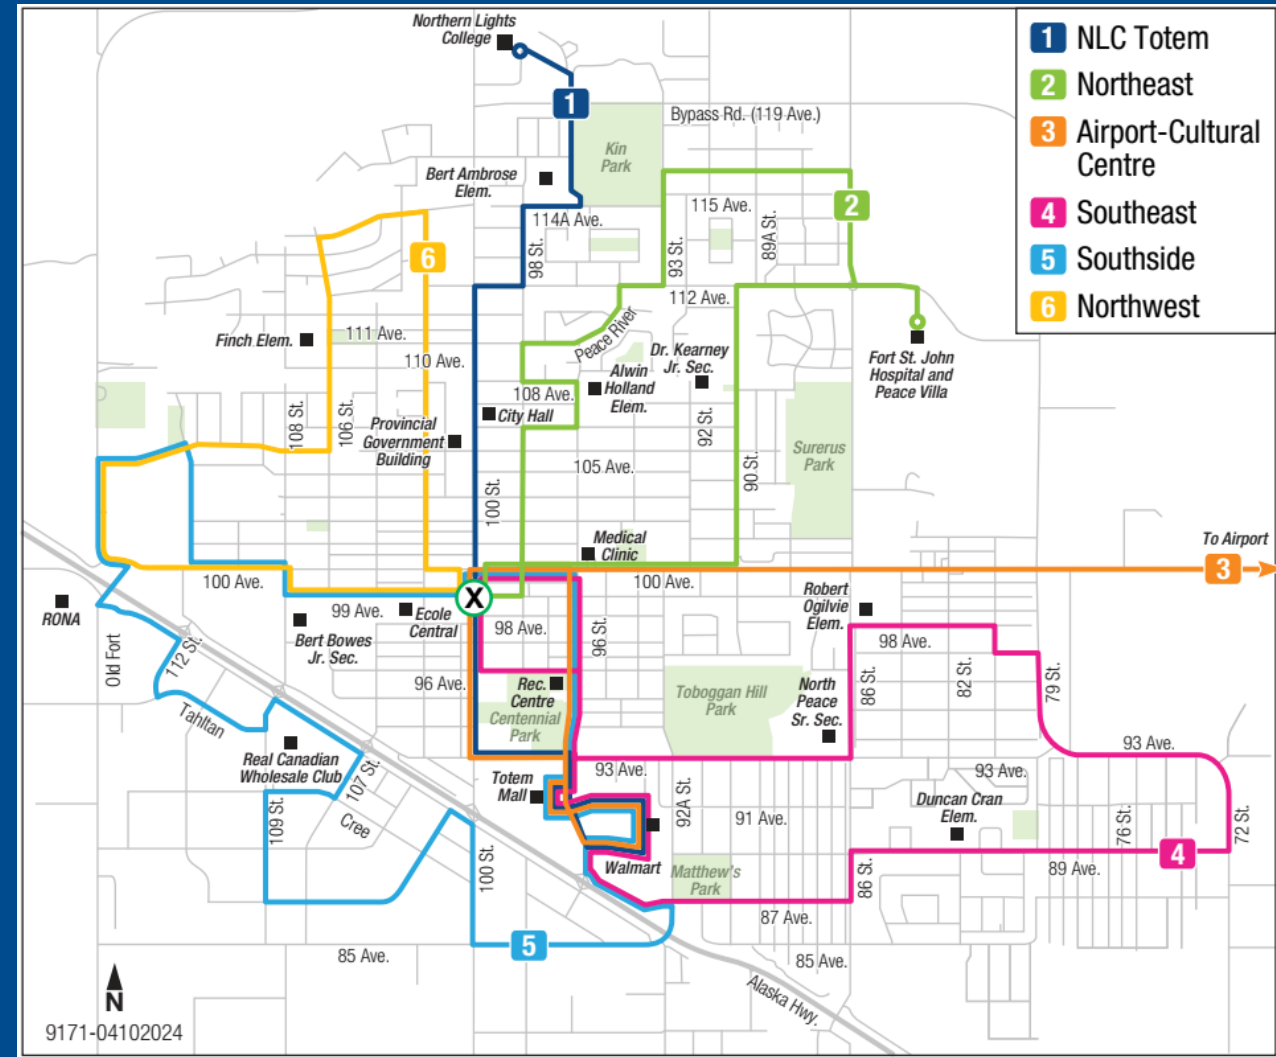 Northern Lights
College
1
Bypass Rd. (119 Ave.)
Kin
Park
Bert Ambrose
Elem.
114A Ave.
98 St.
115 Ave.
93 St.
89A St.
2
6
112 Ave.
Peace River
Finch Elem.
111 Ave.
110 Ave.
Dr. Kearney
Jr. Sec.
Alwin
Holland
Elem.
Fort St. John
Hospital and
Peace Villa
108 Ave.
City Hall
108 St.
106 St.
Provincial
Government
Building
92 St.
105 Ave.
90 St.
Surerus
Park
100 St.
Medical
Clinic
To Airport
3
100 Ave.
100 Ave.
X
RONA
99 Ave.
Ecole
Central
Bert Bowes
Jr. Sec.
98 Ave.
96 St.
Robert
Ogilvie
Elem.
98 Ave.
Old Fort
112 St.
96 Ave.
Rec.
Centre
Centennial
Park
Toboggan Hill
Park
North
Peace
Sr. Sec.
86 St.
82 St.
79 St.
Tahltan
Real Canadian
Wholesale Club
107 St.
109 St.
Cree
Totem
Mall
93 Ave.
92A St.
91 Ave.
93 Ave.
93 Ave.
Duncan Cran
Elem.
76 St.
72 St.
4
100 St.
Walmart
Matthew's
Park
86 St.
89 Ave.
87 Ave.
5
85 Ave.
85 Ave.
Alaska Hwy.
N
9171-04102024
1 NLC Totem
2 Northeast
3 Airport-Cultural
Centre
4 Southeast
5 Southside
6 Northwest